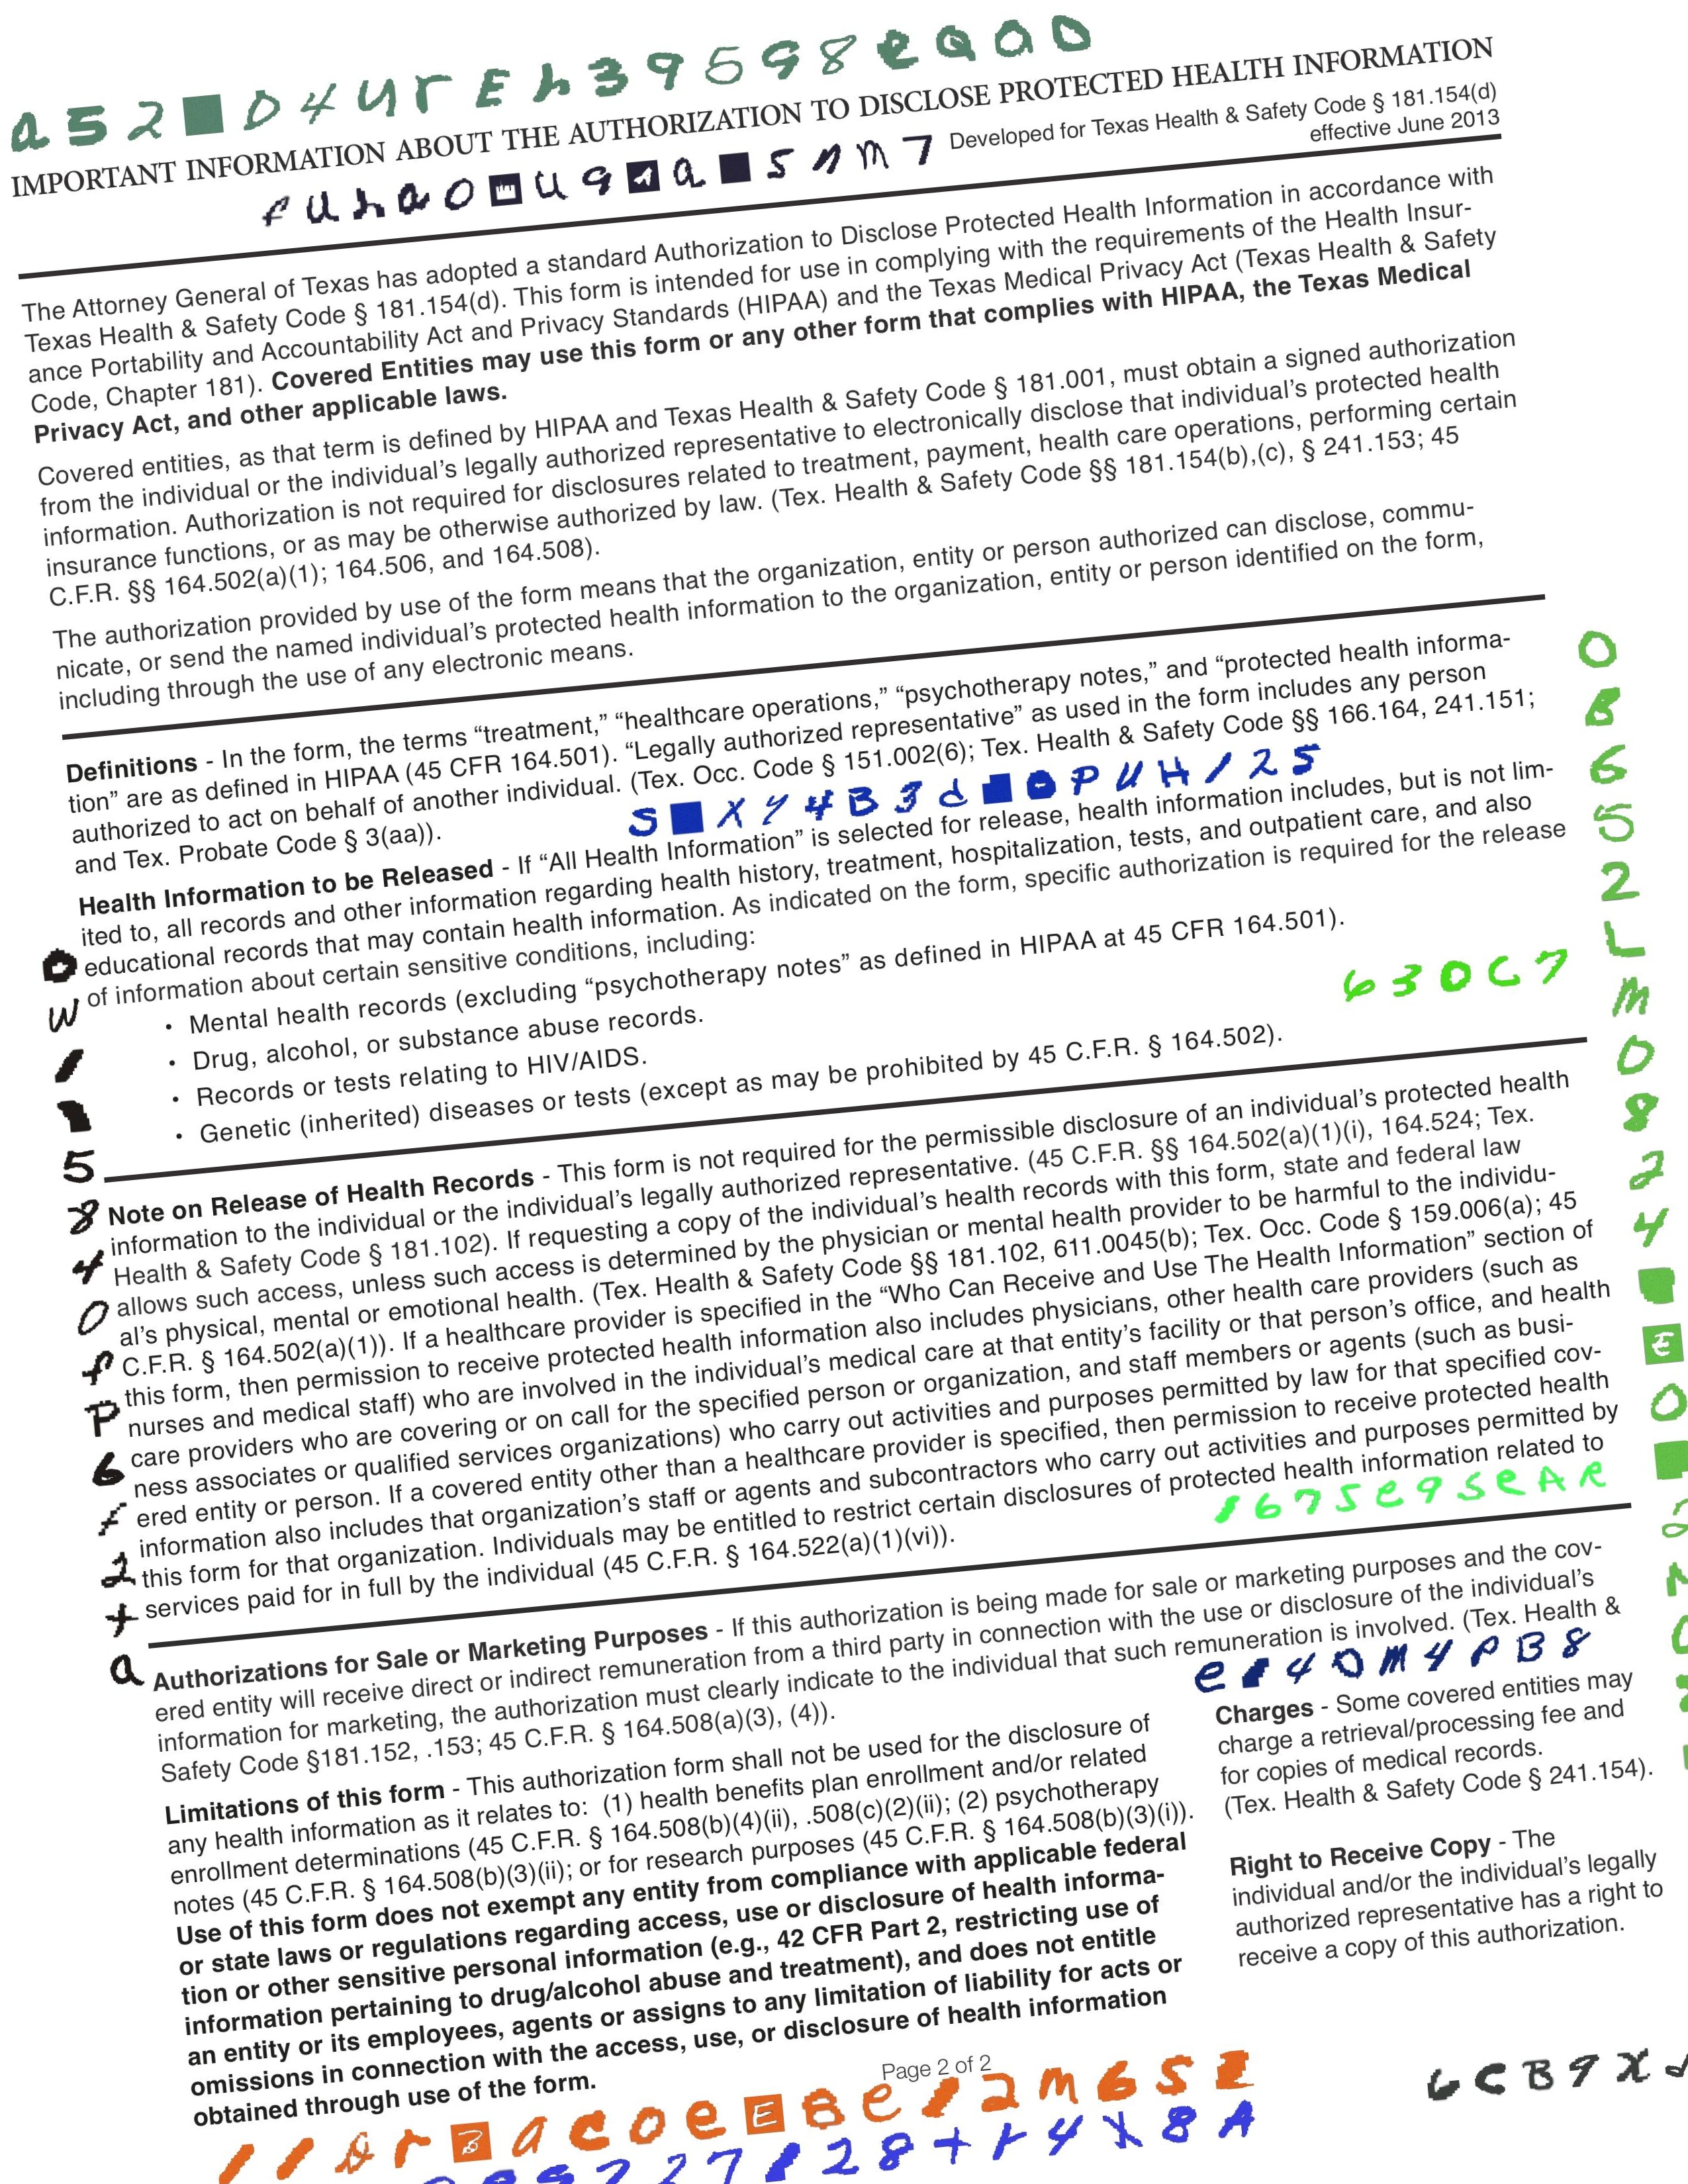 IMPORTANT INFORMATION ABOUT THE AUTHORIZATION TO DISCLOSE PROTECTED HEALTH INFORMATION
Developed for Texas Health & Safety Code § 181.154(d)
effective June 2013
The Attorney General of Texas has adopted a standard Authorization to Disclose Protected Health Information in accordance with
Texas Health & Safety Code § 181.154(d). This form is intended for use in complying with the requirements of the Health Insur-
ance Portability and Accountability Act and Privacy Standards (HIPAA) and the Texas Medical Privacy Act (Texas Health & Safety
Code, Chapter 181). Covered Entities may use this form or any other form that complies with HIPAA, the Texas Medical
Privacy Act, and other applicable laws.
Covered entities, as that term is defined by HIPAA and Texas Health & Safety Code § 181.001, must obtain a signed authorization
from the individual or the individual's legally authorized representative to electronically disclose that individual's protected health
information. Authorization is not required for disclosures related to treatment, payment, health care operations, performing certain
insurance functions, or as may be otherwise authorized by law. (Tex. Health & Safety Code §§ 181.154(b),(c), § 241.153; 45
C.F.R. §§ 164.502(a)(1); 164.506, and 164.508).
The authorization provided by use of the form means that the organization, entity or person authorized can disclose, commu-
nicate, or send the named individual's protected health information to the organization, entity or person identified on the form,
including through the use of any electronic means.
Definitions - In the form, the terms “treatment,” “healthcare operations,” “psychotherapy notes,” and “protected health informa-
tion” are as defined in HIPAA (45 CFR 164.501). “Legally authorized representative” as used in the form includes any person
authorized to act on behalf of another individual. (Tex. Occ. Code § 151.002(6); Tex. Health & Safety Code §§ 166.164, 241.151;
and Tex. Probate Code § 3(aa)).
Health Information to be Released - If “All Health Information” is selected for release, health information includes, but is not lim-
ited to, all records and other information regarding health history, treatment, hospitalization, tests, and outpatient care, and also
educational records that may contain health information. As indicated on the form, specific authorization is required for the release
of information about certain sensitive conditions, including:
• Mental health records (excluding “psychotherapy notes” as defined in HIPAA at 45 CFR 164.501).
630C7
• Drug, alcohol, or substance abuse records.
• Records or tests relating to HIV/AIDS.
• Genetic (inherited) diseases or tests (except as may be prohibited by 45 C.F.R. § 164.502).
Note on Release of Health Records - This form is not required for the permissible disclosure of an individual's protected health
information to the individual or the individual's legally authorized representative. (45 C.F.R. §§ 164.502(a)(1)(i), 164.524; Tex.
Health & Safety Code § 181.102). If requesting a copy of the individual's health records with this form, state and federal law
allows such access, unless such access is determined by the physician or mental health provider to be harmful to the individu-
al's physical, mental or emotional health. (Tex. Health & Safety Code §§ 181.102, 611.0045(b); Tex. Occ. Code § 159.006(a); 45
C.F.R. § 164.502(a)(1)). If a healthcare provider is specified in the “Who Can Receive and Use The Health Information” section of
this form, then permission to receive protected health information also includes physicians, other health care providers (such as
nurses and medical staff) who are involved in the individual's medical care at that entity's facility or that person's office, and health
care providers who are covering or on call for the specified person or organization, and staff members or agents (such as busi-
ness associates or qualified services organizations) who carry out activities and purposes permitted by law for that specified cov-
ered entity or person. If a covered entity other than a healthcare provider is specified, then permission to receive protected health
information also includes that organization's staff or agents and subcontractors who carry out activities and purposes permitted by
this form for that organization. Individuals may be entitled to restrict certain disclosures of protected health information related to
services paid for in full by the individual (45 C.F.R. § 164.522(a)(1)(vi)).
Authorizations for Sale or Marketing Purposes - If this authorization is being made for sale or marketing purposes and the cov-
ered entity will receive direct or indirect remuneration from a third party in connection with the use or disclosure of the individual's
information for marketing, the authorization must clearly indicate to the individual that such remuneration is involved. (Tex. Health &
Safety Code §181.152, .153; 45 C.F.R. § 164.508(a)(3), (4)).
Limitations of this form - This authorization form shall not be used for the disclosure of
any health information as it relates to: (1) health benefits plan enrollment and/or related
enrollment determinations (45 C.F.R. § 164.508(b)(4)(ii), .508(c)(2)(ii); (2) psychotherapy
notes (45 C.F.R. § 164.508(b)(3)(ii); or for research purposes (45 C.F.R. § 164.508(b)(3)(i)).
Use of this form does not exempt any entity from compliance with applicable federal
or state laws or regulations regarding access, use or disclosure of health informa-
tion or other sensitive personal information (e.g., 42 CFR Part 2, restricting use of
information pertaining to drug/alcohol abuse and treatment), and does not entitle
an entity or its employees, agents or assigns to any limitation of liability for acts or
omissions in connection with the access, use, or disclosure of health information
obtained through use of the form.
Charges - Some covered entities may
charge a retrieval/processing fee and
for copies of medical records.
(Tex. Health & Safety Code § 241.154).
Right to Receive Copy - The
individual and/or the individual's legally
authorized representative has a right to
receive a copy of this authorization.
Page 2 of 2